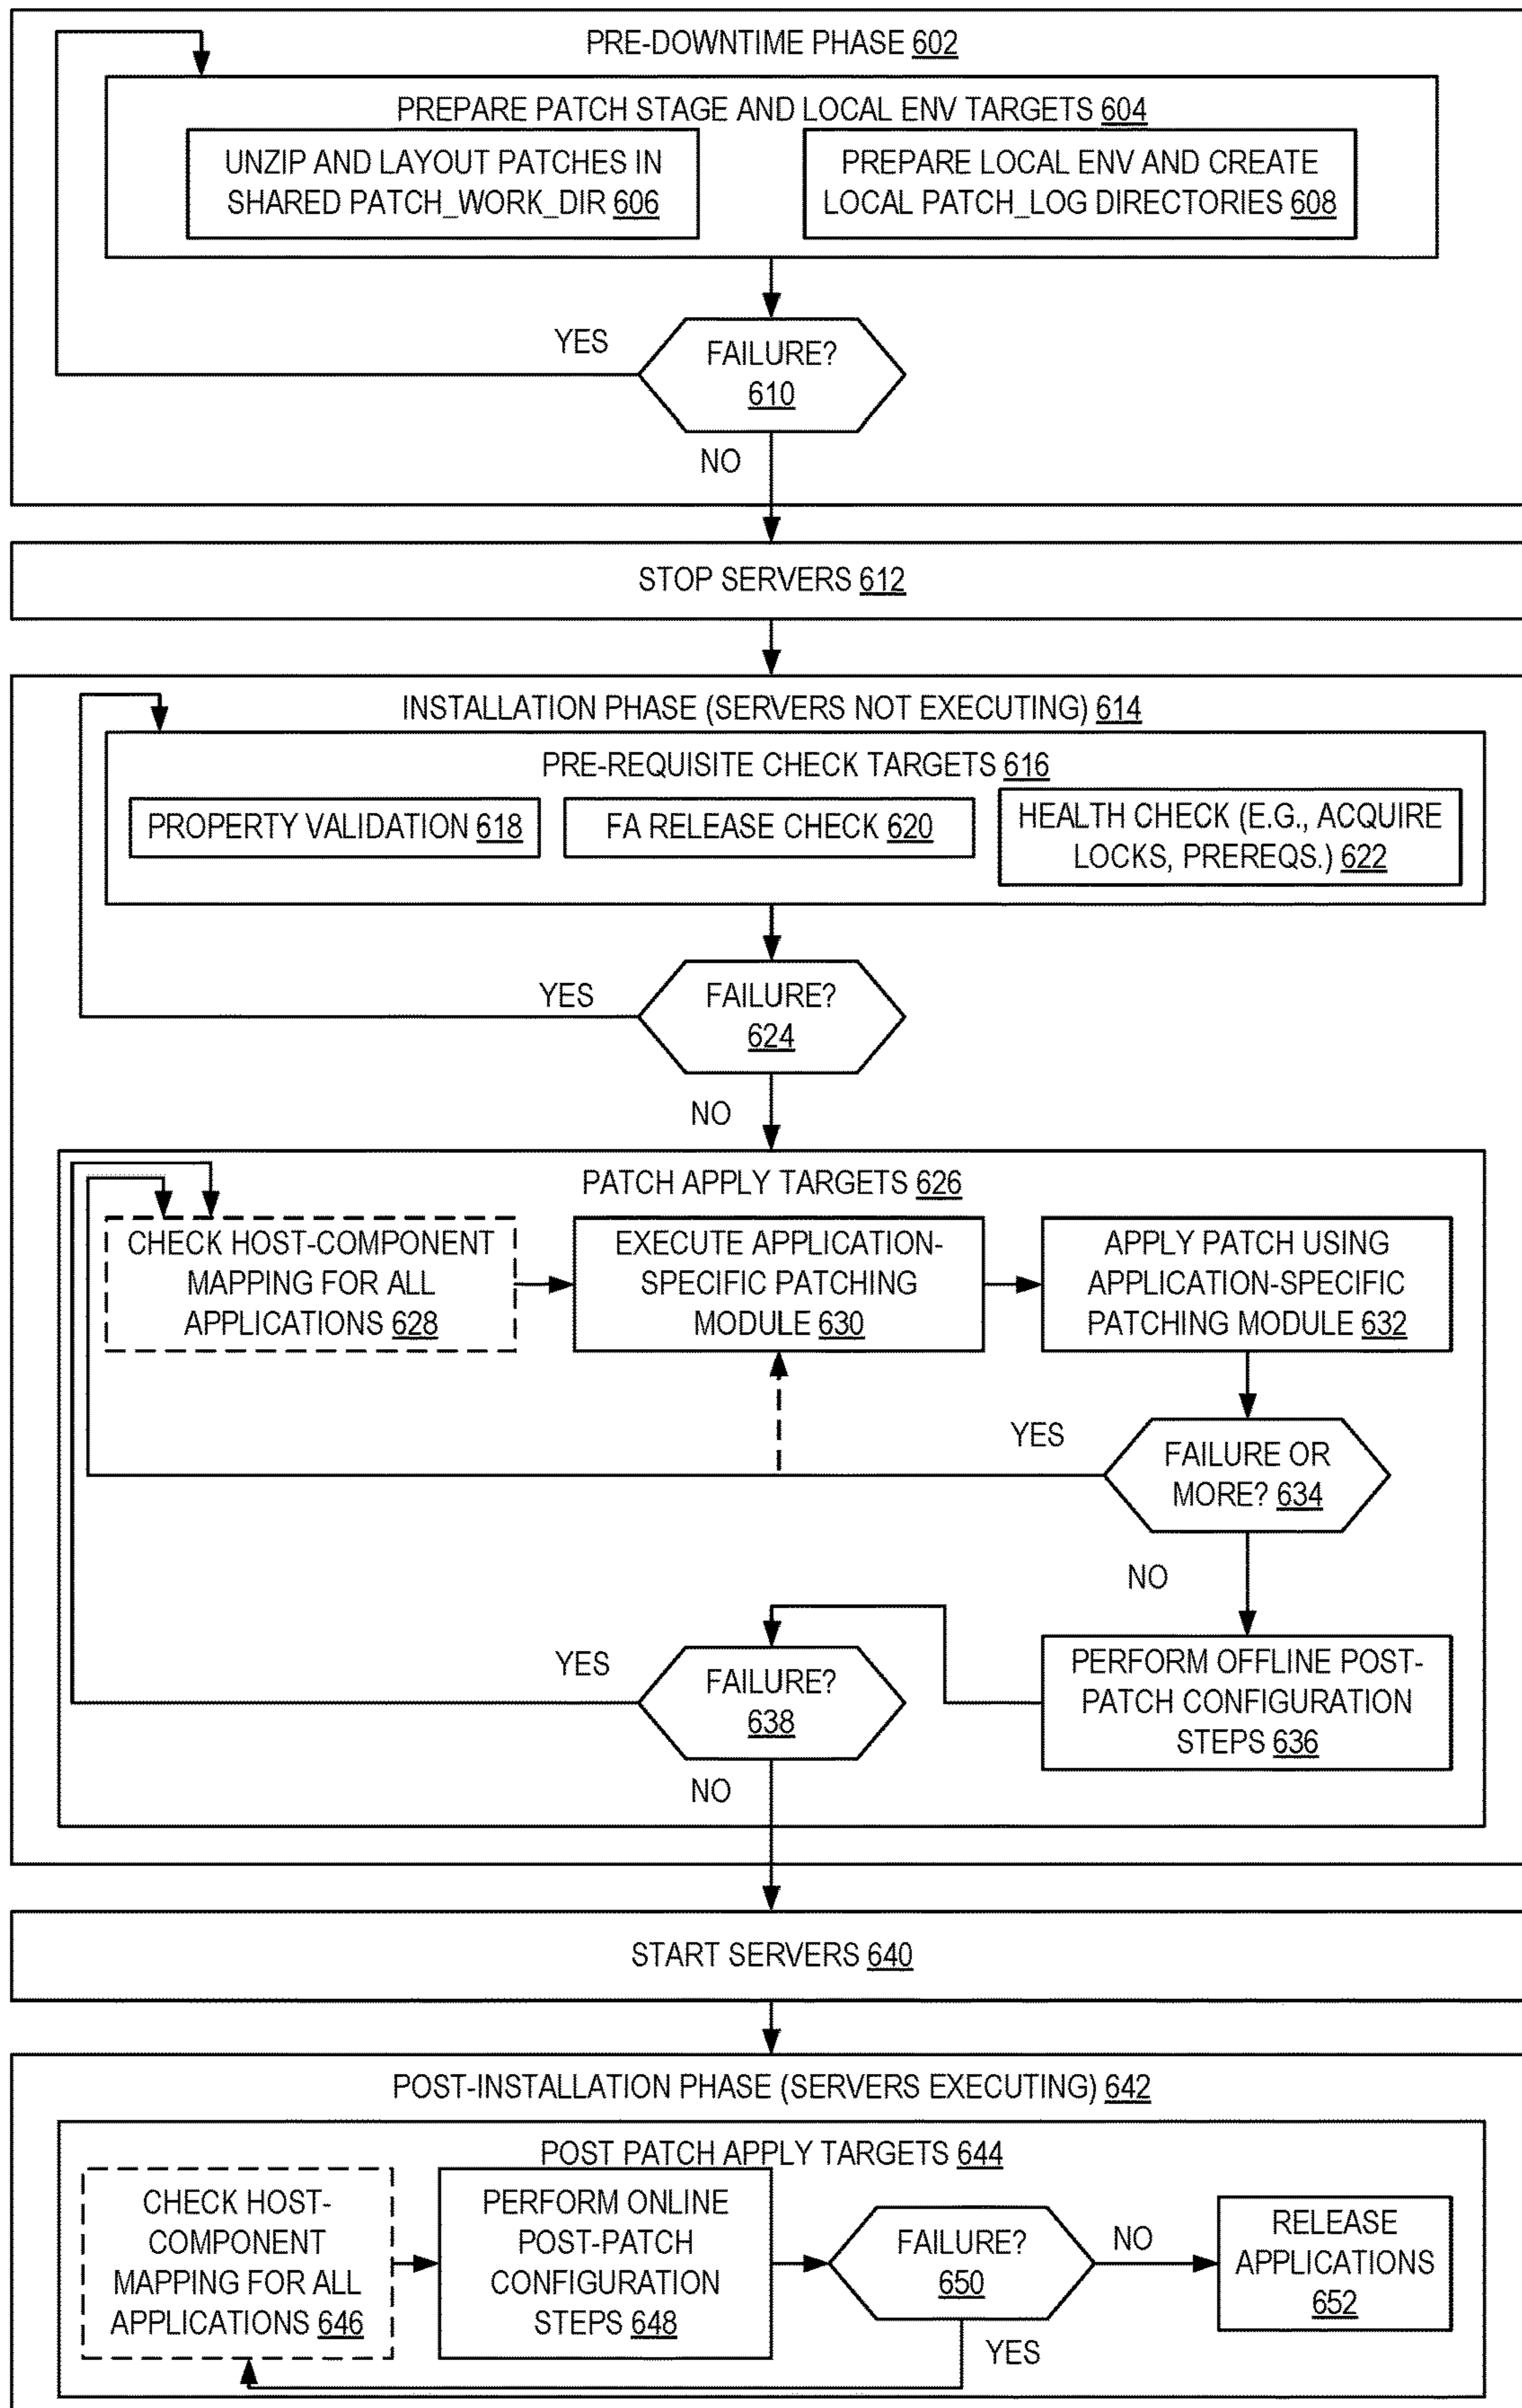 PRE-DOWNTIME PHASE 602
PREPARE PATCH STAGE AND LOCAL ENV TARGETS 604
UNZIP AND LAYOUT PATCHES IN
SHARED PATCH_WORK_DIR 606
PREPARE LOCAL ENV AND CREATE
LOCAL PATCH_LOG DIRECTORIES 608
YES
FAILURE?
610
NO
STOP SERVERS 612
INSTALLATION PHASE (SERVERS NOT EXECUTING) 614
PRE-REQUISITE CHECK TARGETS 616
PROPERTY VALIDATION 618
FA RELEASE CHECK 620
HEALTH CHECK (E.G., ACQUIRE
LOCKS, PREREQS.) 622
YES
FAILURE?
624
NO
PATCH APPLY TARGETS 626
CHECK HOST-COMPONENT
MAPPING FOR ALL
APPLICATIONS 628
EXECUTE APPLICATION-
SPECIFIC PATCHING
MODULE 630
APPLY PATCH USING
APPLICATION-SPECIFIC
PATCHING MODULE 632
YES
FAILURE OR
MORE? 634
NO
PERFORM OFFLINE POST-
PATCH CONFIGURATION
STEPS 636
YES
FAILURE?
638
NO
START SERVERS 640
POST-INSTALLATION PHASE (SERVERS EXECUTING) 642
POST PATCH APPLY TARGETS 644
CHECK HOST-
COMPONENT
MAPPING FOR ALL
APPLICATIONS 646
PERFORM ONLINE
POST-PATCH
CONFIGURATION
STEPS 648
FAILURE?
650
NO
RELEASE
APPLICATIONS
652
YES